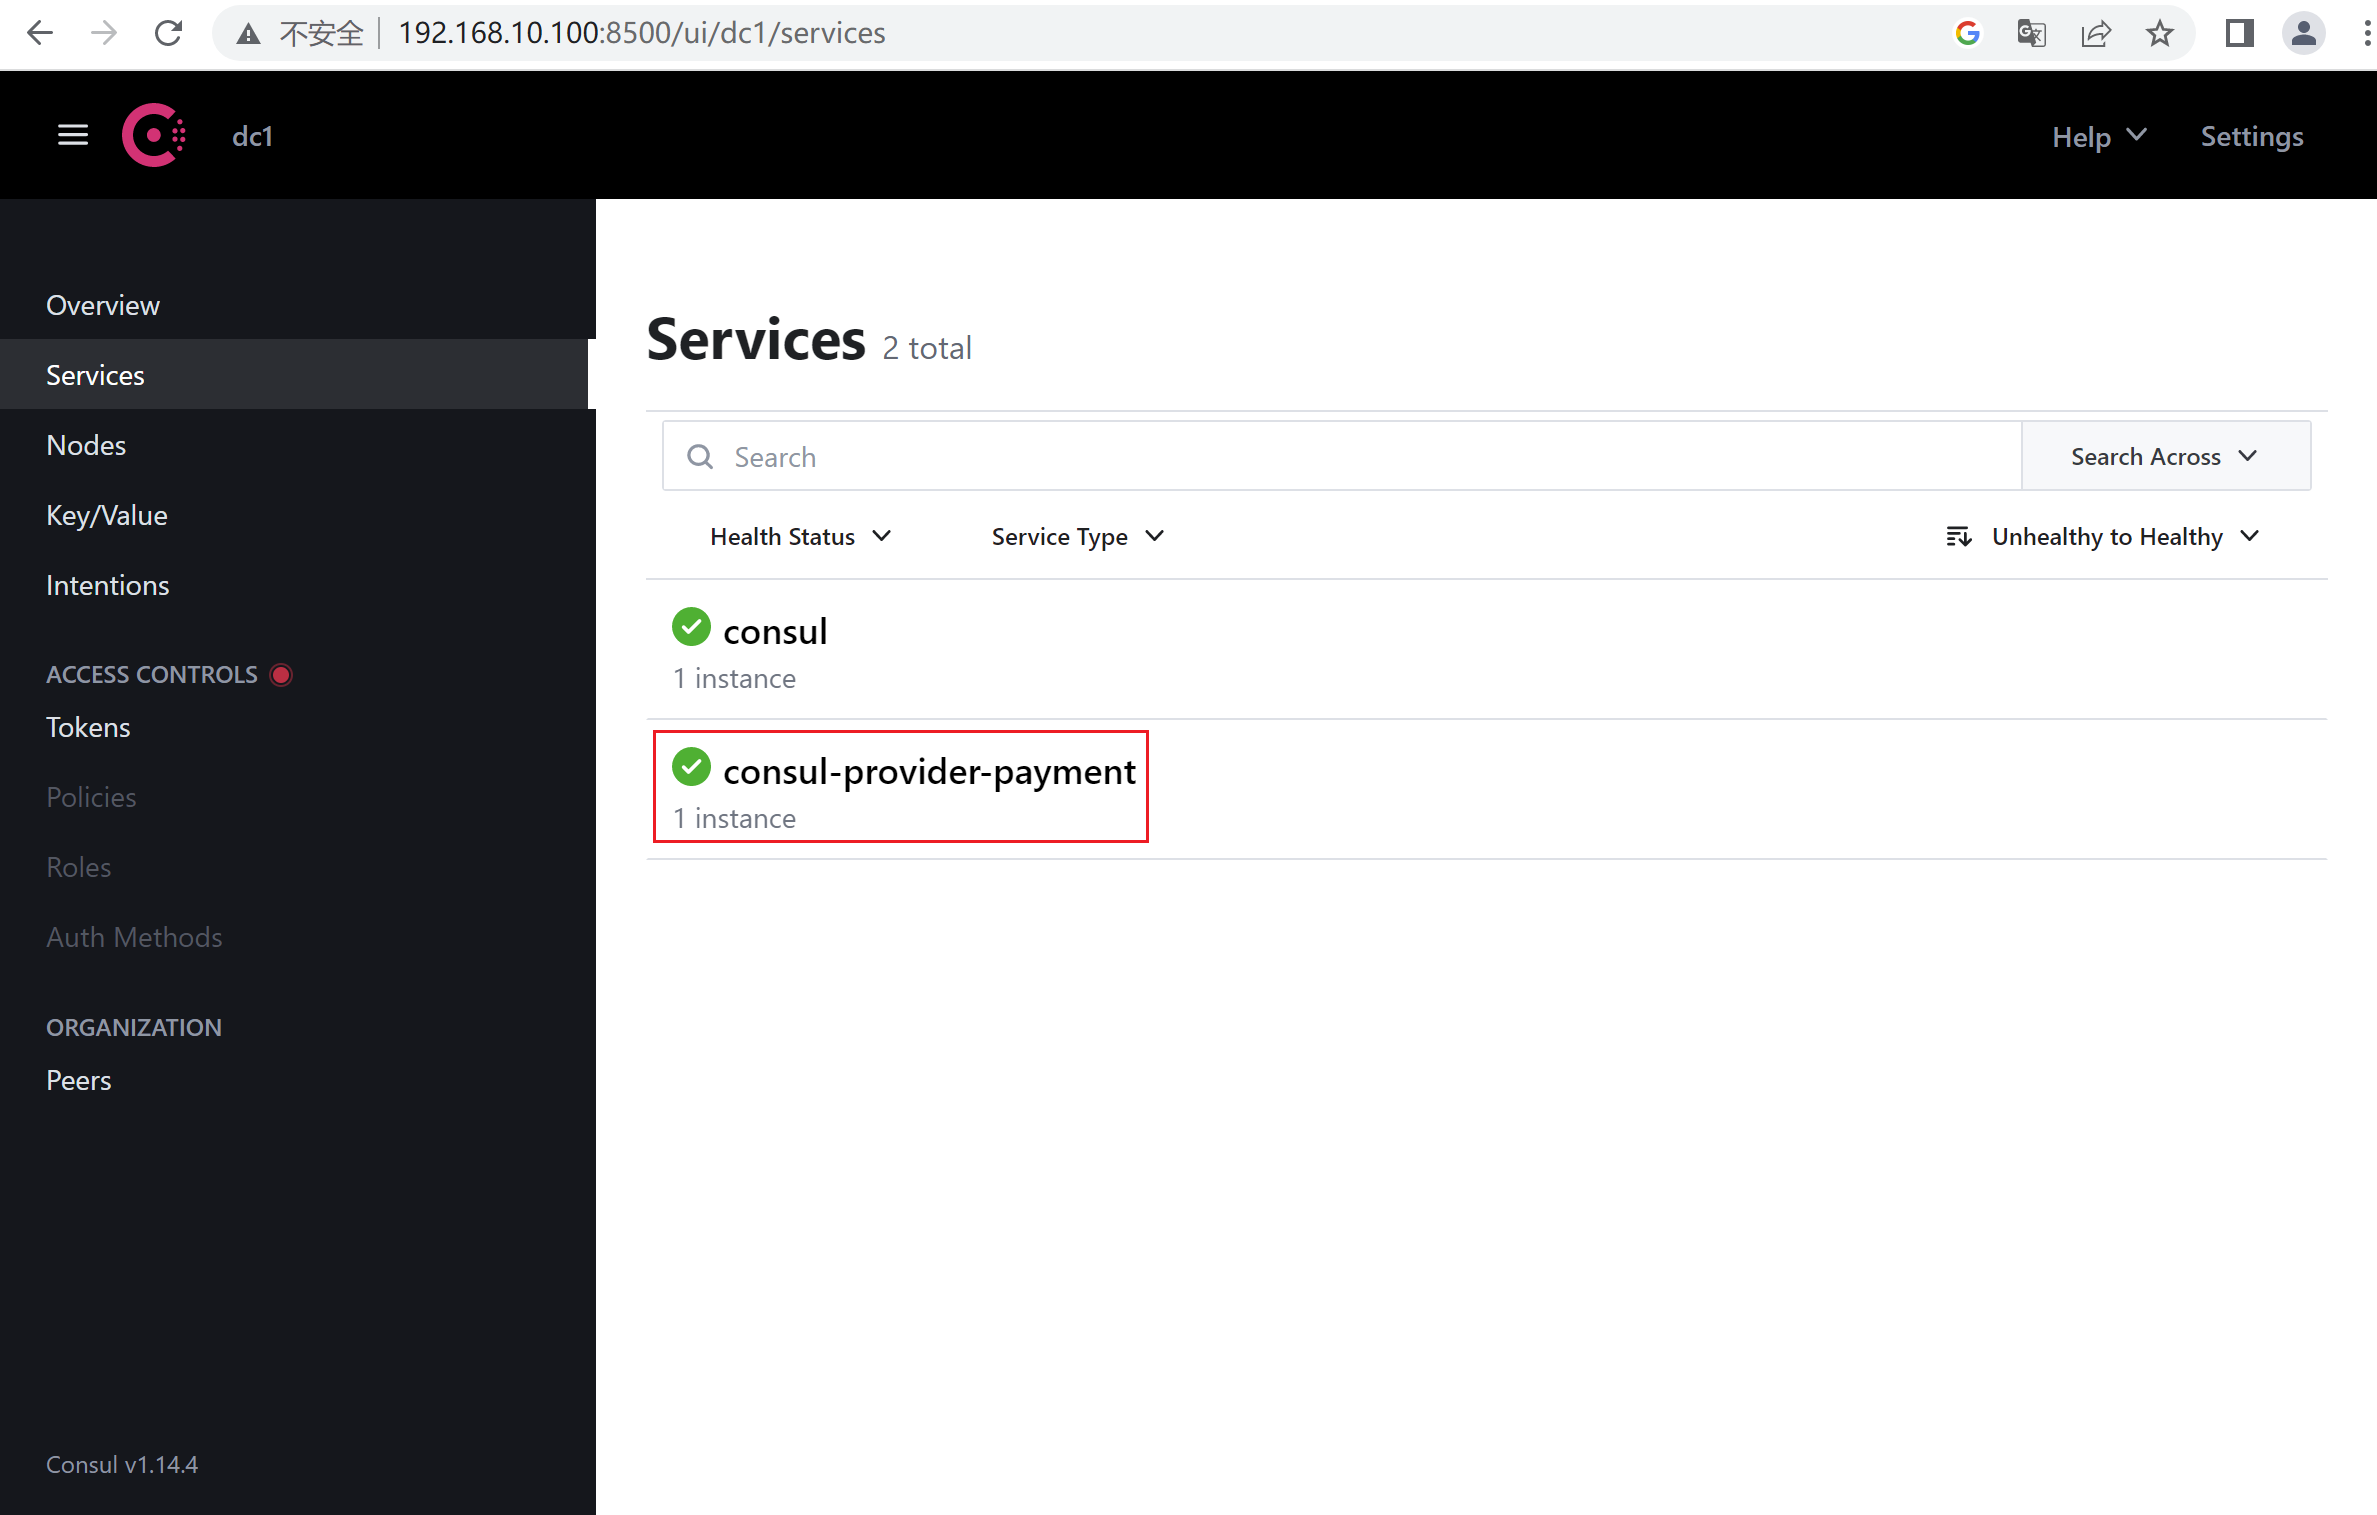 不安全 192.168.10.100:8500/ui/dc1/services
dc1
Help
Settings
Overview
Services
Nodes
Key/Value
Intentions
ACCESS CONTROLS
Tokens
Policies
Roles
Auth Methods
ORGANIZATION
Peers
Consul v1.14.4
Services 2 total
Search
Search Across
Health Status
Service Type
Unhealthy to Healthy
consul
1 instance
consul-provider-payment
1 instance